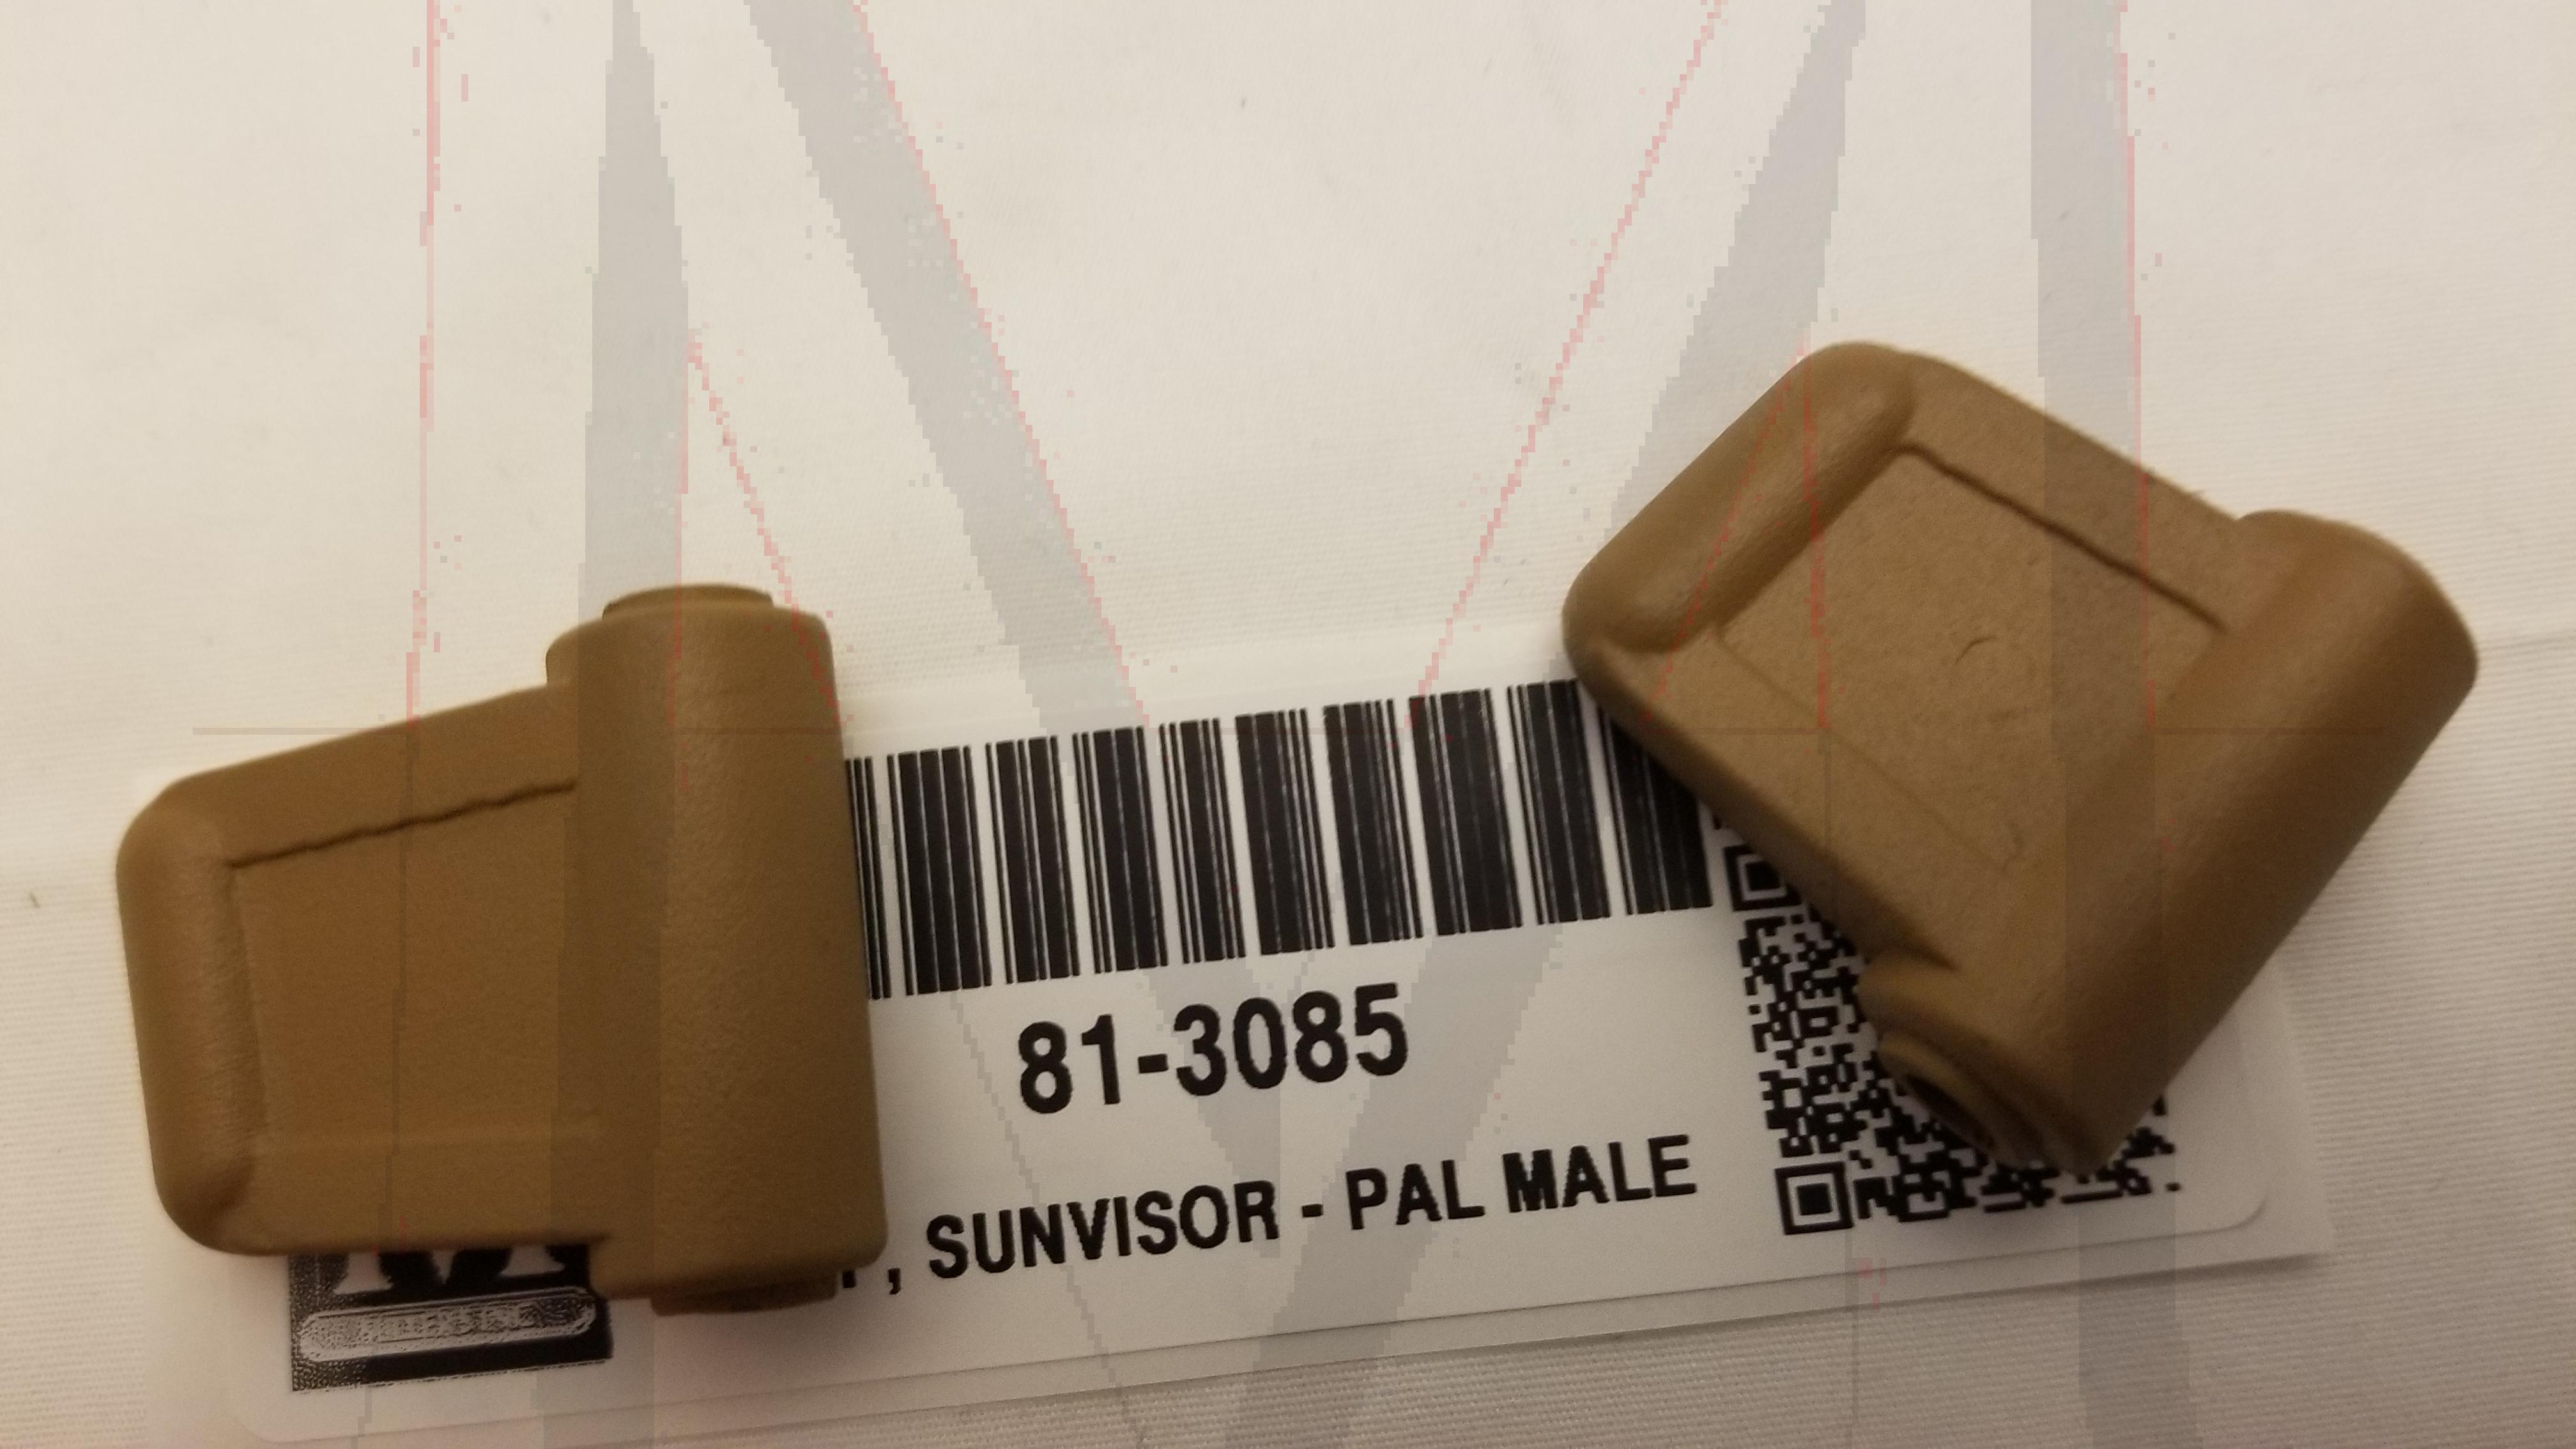 81-3085
, SUNVISOR - PAL MALE